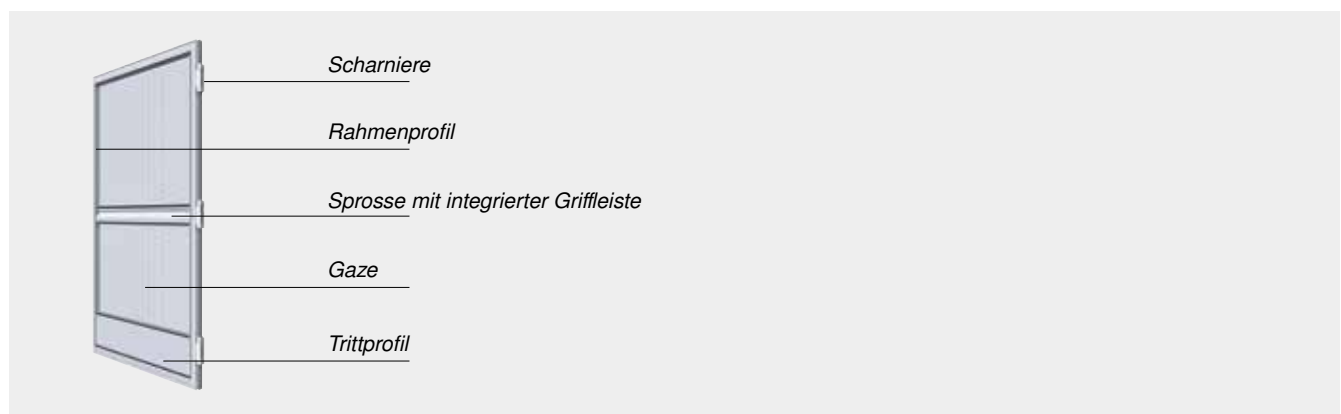 Scharniere
Rahmenprofil
Sprosse mit integrierter Griffleiste
Gaze
Trittprofil